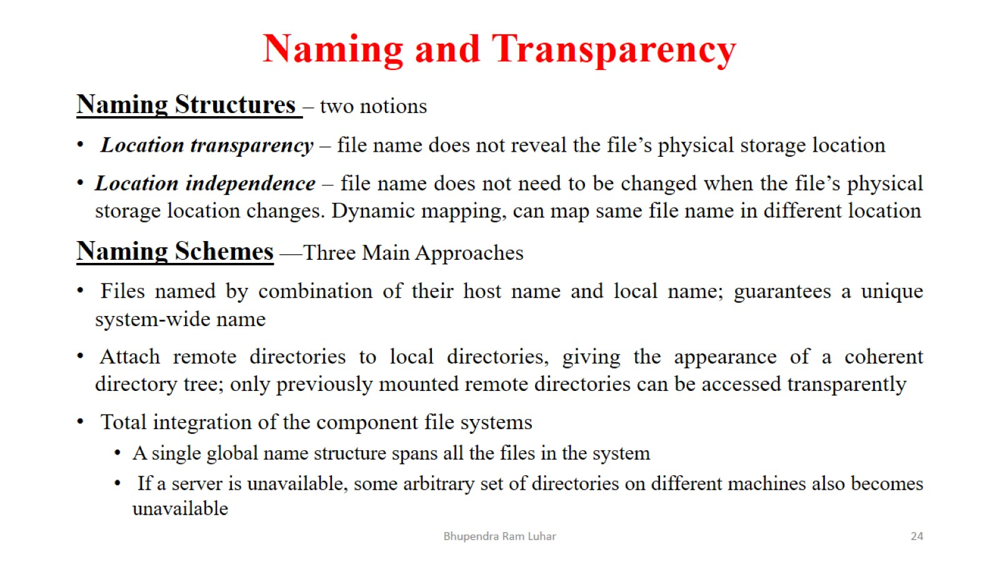 Naming and Transparency
Naming Structures – two notions
• Location transparency – file name does not reveal the file’s physical storage location
• Location independence – file name does not need to be changed when the file’s physical
storage location changes. Dynamic mapping, can map same file name in different location
Naming Schemes —Three Main Approaches
• Files named by combination of their host name and local name; guarantees a unique
system-wide name
• Attach remote directories to local directories, giving the appearance of a coherent
directory tree; only previously mounted remote directories can be accessed transparently
• Total integration of the component file systems
• A single global name structure spans all the files in the system
• If a server is unavailable, some arbitrary set of directories on different machines also becomes
unavailable
Bhupendra Ram Luhar 24